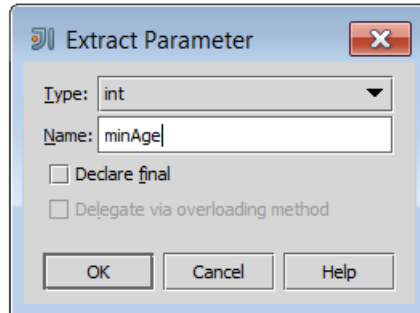 Extract Parameter
Type: int
Name: minAge
Declare final
Delegate via overloading method
OK Cancel Help